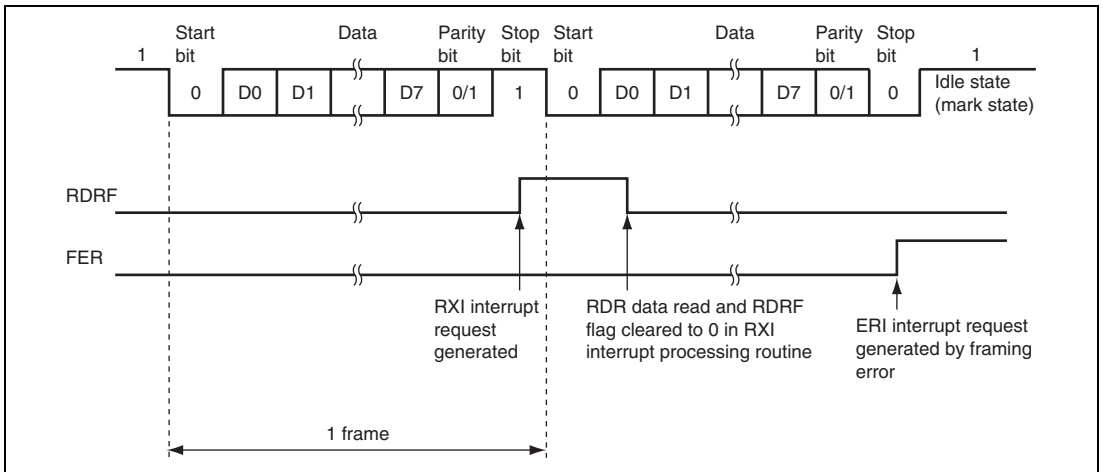 Start bit
Data
Parity bit
Stop bit
Start bit
Data
Parity bit
Stop bit
1
1
0
D0
D1
D7
0/1
1
0
D0
D1
D7
0/1
0
Idle state
(mark state)
RDRF
FER
RXI interrupt
request
generated
RDR data read and RDRF
flag cleared to 0 in RXI
interrupt processing routine
ERI interrupt request
generated by framing
error
1 frame